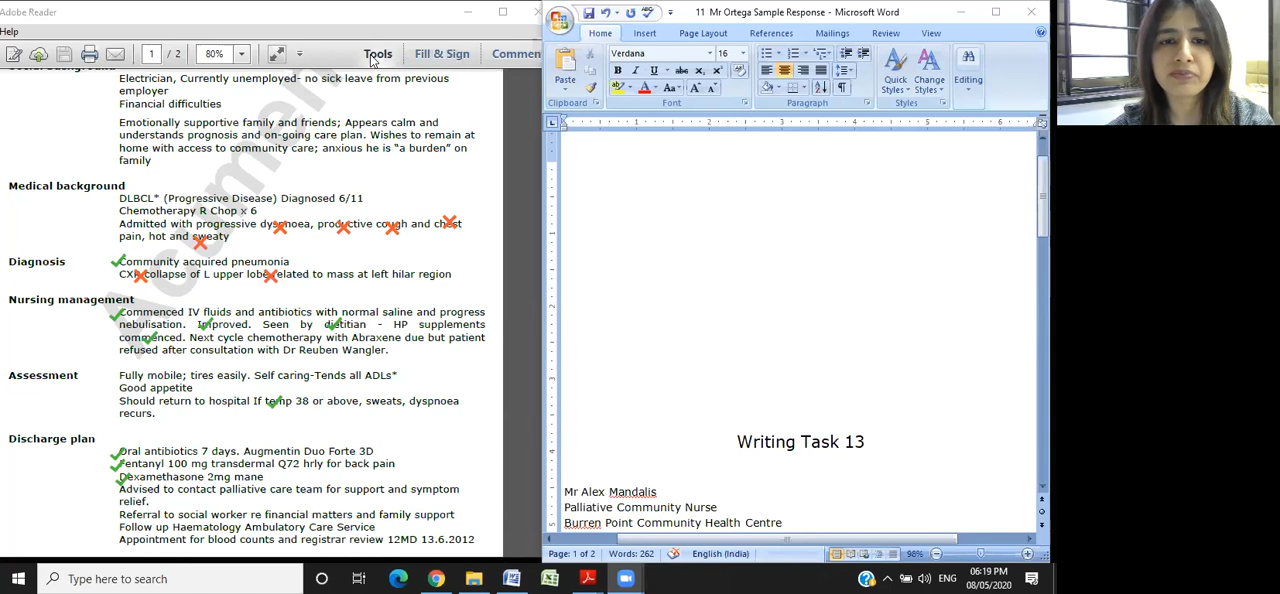 Adobe Reader
11 Mr Ortega Sample Response - Microsoft Word
Help
Home Insert Page Layout References Mailings Review View
1 / 2 80% Tools Fill & Sign Commen
Verdana 16
Paste
Quick Styles
Change Styles
Editing
Clipboard Font Paragraph Styles
Electrician, Currently unemployed- no sick leave from previous
employer
Financial difficulties
Emotionally supportive family and friends; Appears calm and
understands prognosis and on-going care plan. Wishes to remain at
home with access to community care; anxious he is "a burden" on
family
Medical background
DLBCL* (Progressive Disease) Diagnosed 6/11
Chemotherapy R Chop x 6
Admitted with progressive dyspnoea, productive cough and chest
pain, hot and sweaty
Diagnosis
Community acquired pneumonia
CXR collapse of L upper lobe related to mass at left hilar region
Nursing management
Commenced IV fluids and antibiotics with normal saline and progress
nebulisation. Improved. Seen by dietitian - HP supplements
commenced. Next cycle chemotherapy with Abraxene due but patient
refused after consultation with Dr Reuben Wangler.
Assessment
Fully mobile; tires easily. Self caring-Tends all ADLs*
Good appetite
Should return to hospital If temp 38 or above, sweats, dyspnoea
recurs.
Discharge plan
Oral antibiotics 7 days. Augmentin Duo Forte 3D
Fentanyl 100 mg transdermal Q72 hrly for back pain
Dexamethasone 2mg mane
Advised to contact palliative care team for support and symptom
relief.
Referral to social worker re financial matters and family support
Follow up Haematology Ambulatory Care Service
Appointment for blood counts and registrar review 12MD 13.6.2012
Writing Task 13
Mr Alex Mandalis
Palliative Community Nurse
Burren Point Community Health Centre
Page: 1 of 2 Words: 262 English (India) 98%
Type here to search
ENG
06:19 PM
08/05/2020